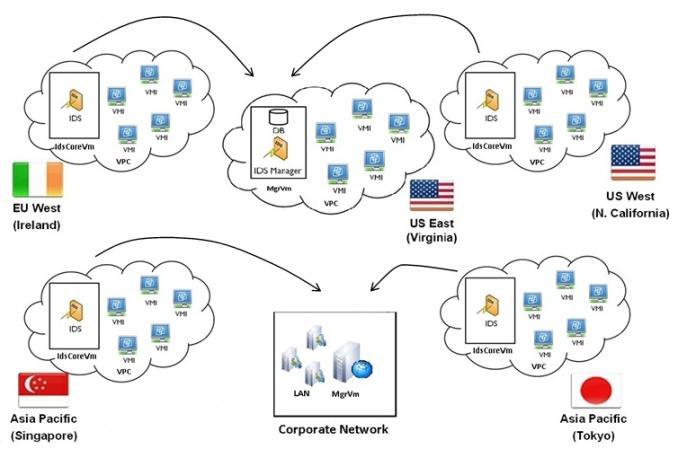 IDS
IdsCoreVm
VMI
VMI
VMI
VMI
VMI
VPC
EU West
(Ireland)
DB
IDS Manager
MgrVm
VMI
VMI
VMI
VMI
VMI
VPC
US East
(Virginia)
IDS
IdsCoreVm
VMI
VMI
VMI
VMI
VMI
VPC
US West
(N. California)
IDS
IdsCoreVm
VMI
VMI
VMI
VMI
VMI
VPC
Asia Pacific
(Singapore)
LAN
MgrVm
Corporate Network
IDS
IdsCoreVm
VMI
VMI
VMI
VMI
VMI
VPC
Asia Pacific
(Tokyo)